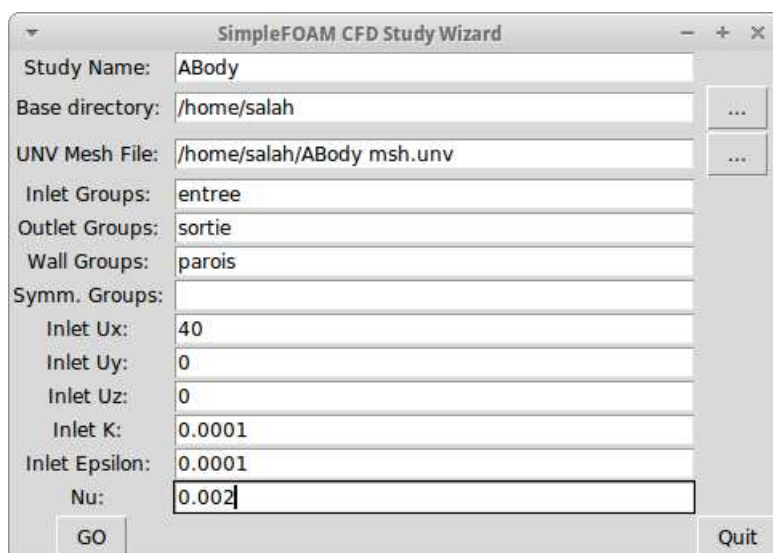 SimpleFOAM CFD Study Wizard
Study Name: ABody
Base directory: /home/salah ...
UNV Mesh File: /home/salah/ABody msh.unv ...
Inlet Groups: entree
Outlet Groups: sortie
Wall Groups: parois
Symm. Groups:
Inlet Ux: 40
Inlet Uy: 0
Inlet Uz: 0
Inlet K: 0.0001
Inlet Epsilon: 0.0001
Nu: 0.002
GO Quit